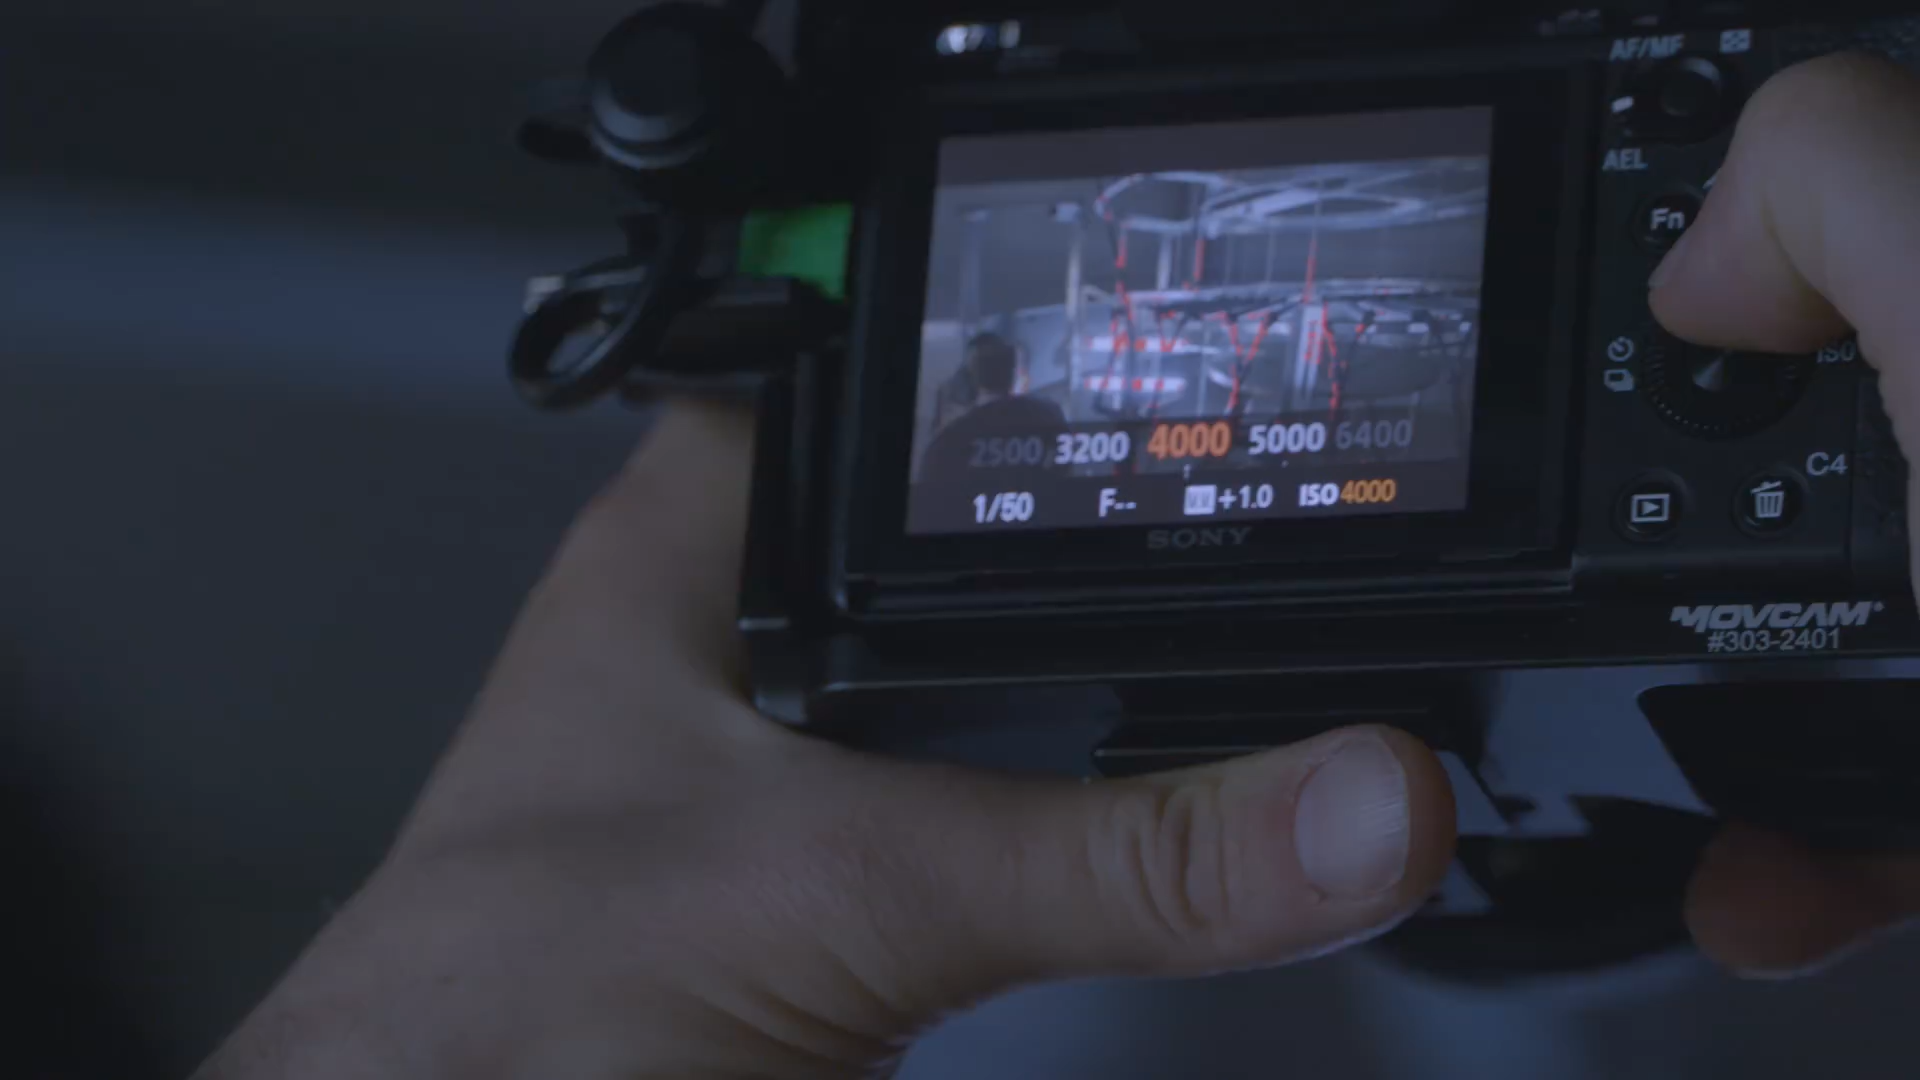 AF/MF
AEL
Fn
ISO
2500 3200 4000 5000 6400
1/50 F-- +1.0 ISO 4000
SONY
C4
MOVCAM
#303-2401